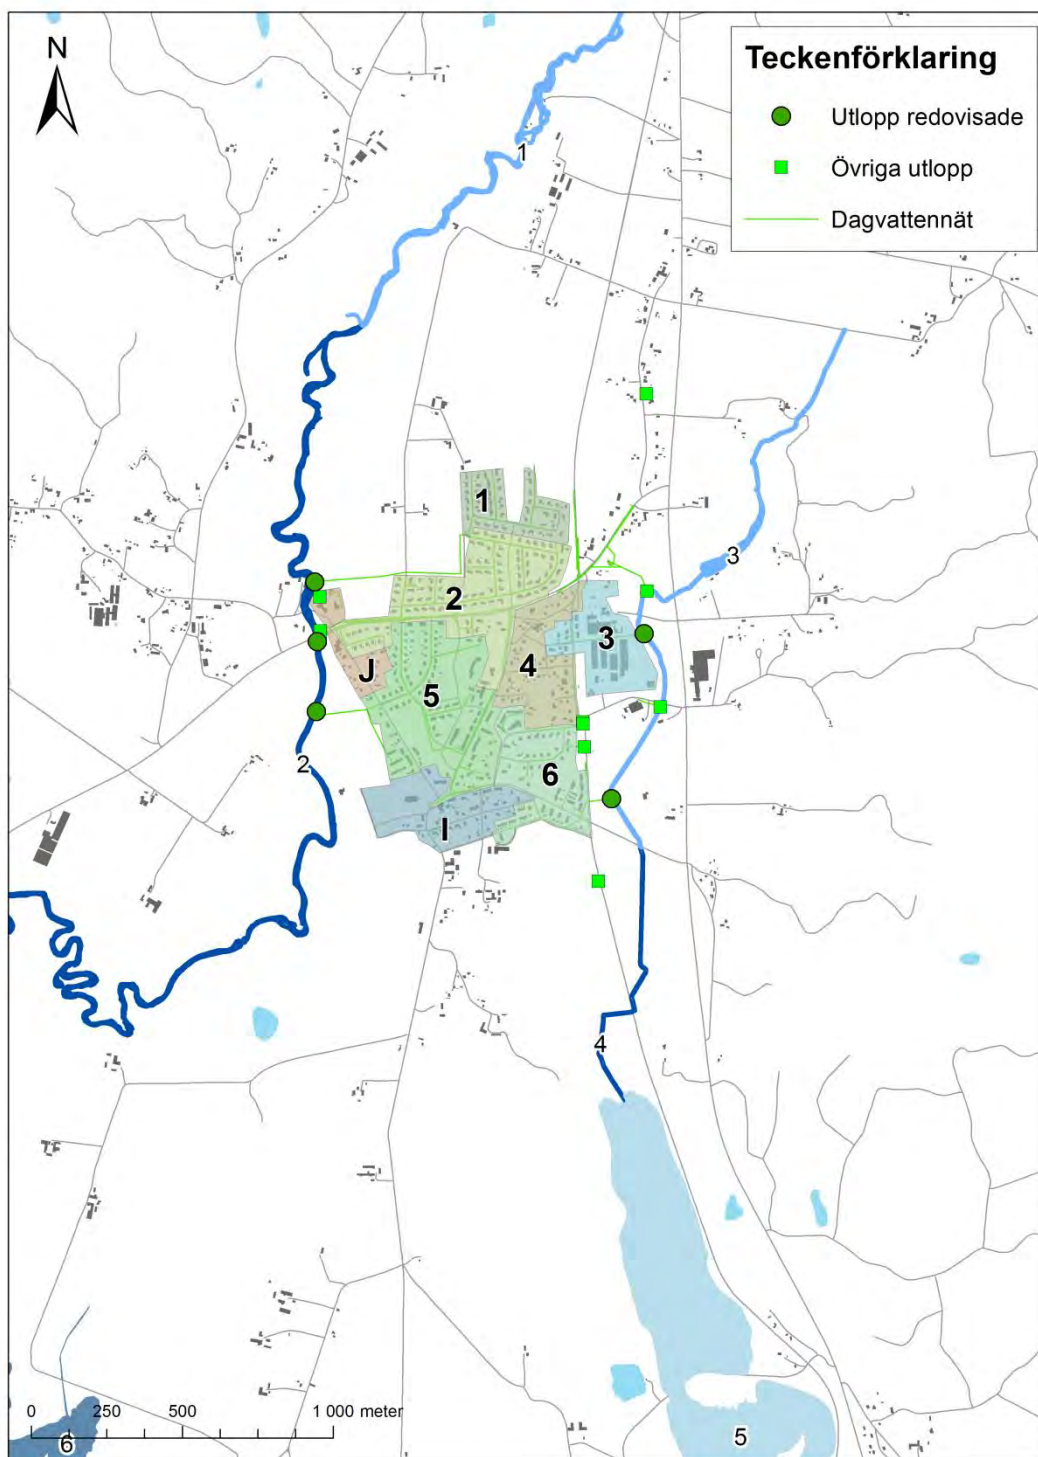 N
Teckenförklaring
Utlopp redovisade
Övriga utlopp
Dagvattennät
1
1
3
2
3
J
4
5
2
6
I
4
0 250 500 1 000 meter
6
5